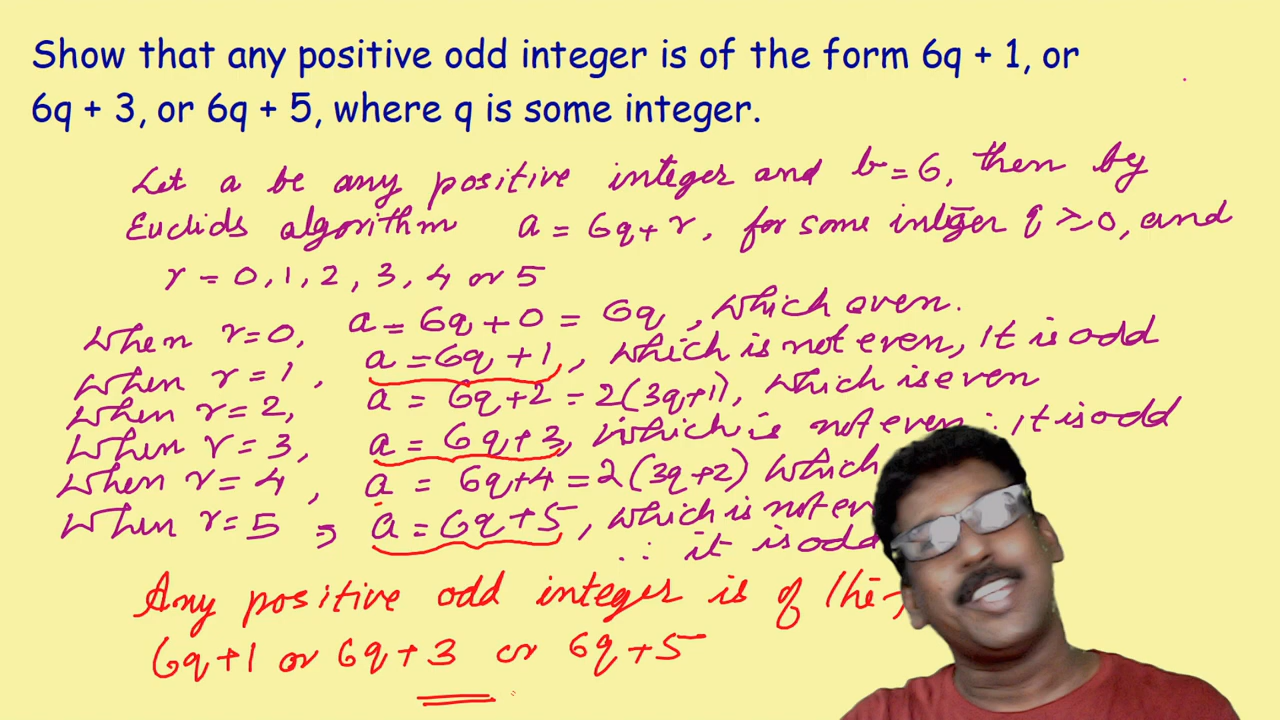 Show that any positive odd integer is of the form 6q + 1, or
6q + 3, or 6q + 5, where q is some integer.
Let a be any positive integer and b = 6, then by
Euclids algorithm a = 6q + r, for some integer q ≥ 0, and
r = 0, 1, 2, 3, 4 or 5
When r = 0, a = 6q + 0 = 6q, which even.
When r = 1, a = 6q + 1, which is not even, It is odd
When r = 2, a = 6q + 2 = 2(3q+1), which is even
When r = 3, a = 6q + 3, which is not even ∴ It is odd
When r = 4, a = 6q+4 = 2(3q+2) which
When r = 5 ⇒ a = 6q + 5, which is not ev
∴ it is odd
Any positive odd integer is of the
6q+1 or 6q+3 or 6q+5